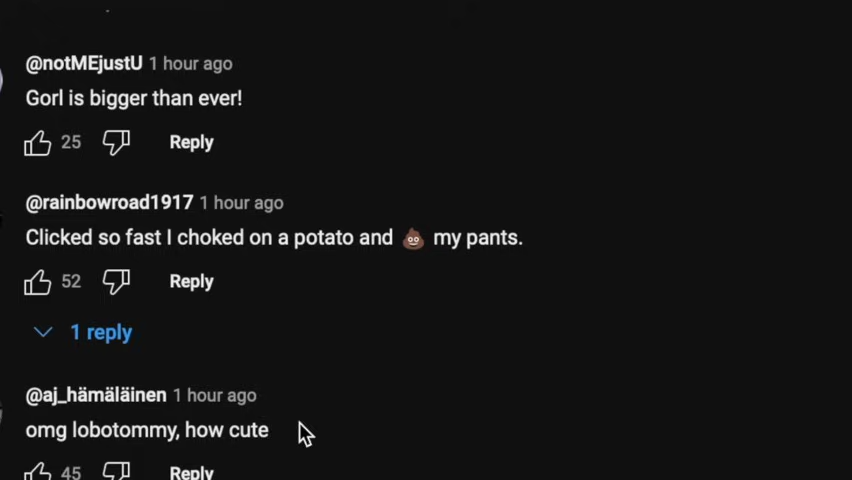 @notMEjustU 1 hour ago
Gorl is bigger than ever!
25 Reply
@rainbowroad1917 1 hour ago
Clicked so fast I choked on a potato and 💩 my pants.
52 Reply
1 reply
@aj_hämäläinen 1 hour ago
omg lobotommy, how cute
45 Reply